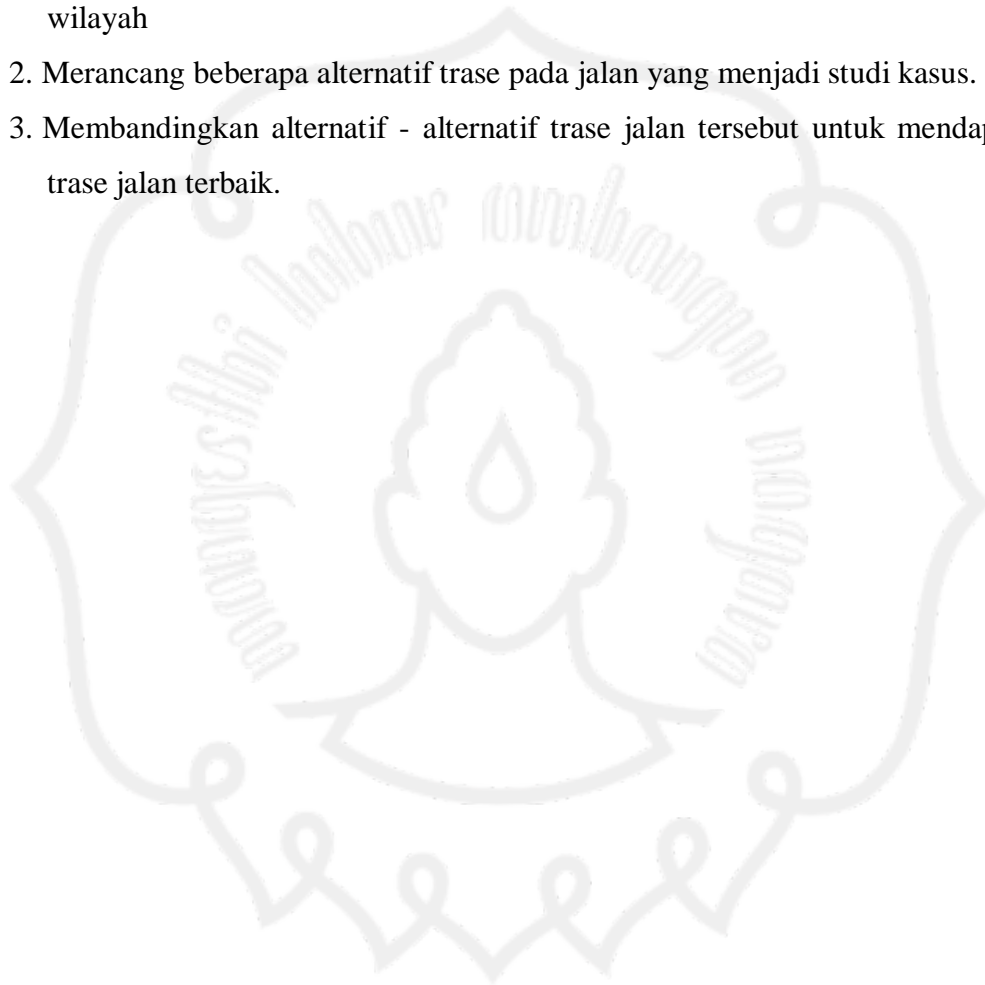 wilayah
2. Merancang beberapa alternatif trase pada jalan yang menjadi studi kasus.
3. Membandingkan alternatif - alternatif trase jalan tersebut untuk
trase jalan terbaik.